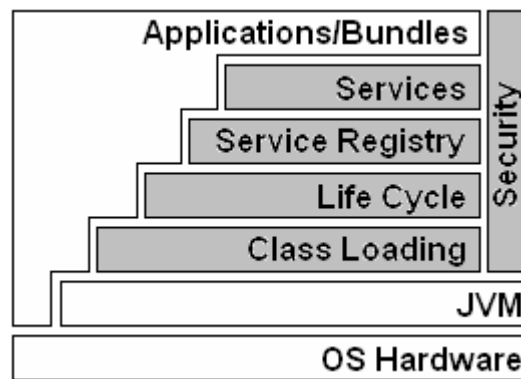 Applications/Bundles
Services
Service Registry
Life Cycle
Class Loading
Security
JVM
OS Hardware